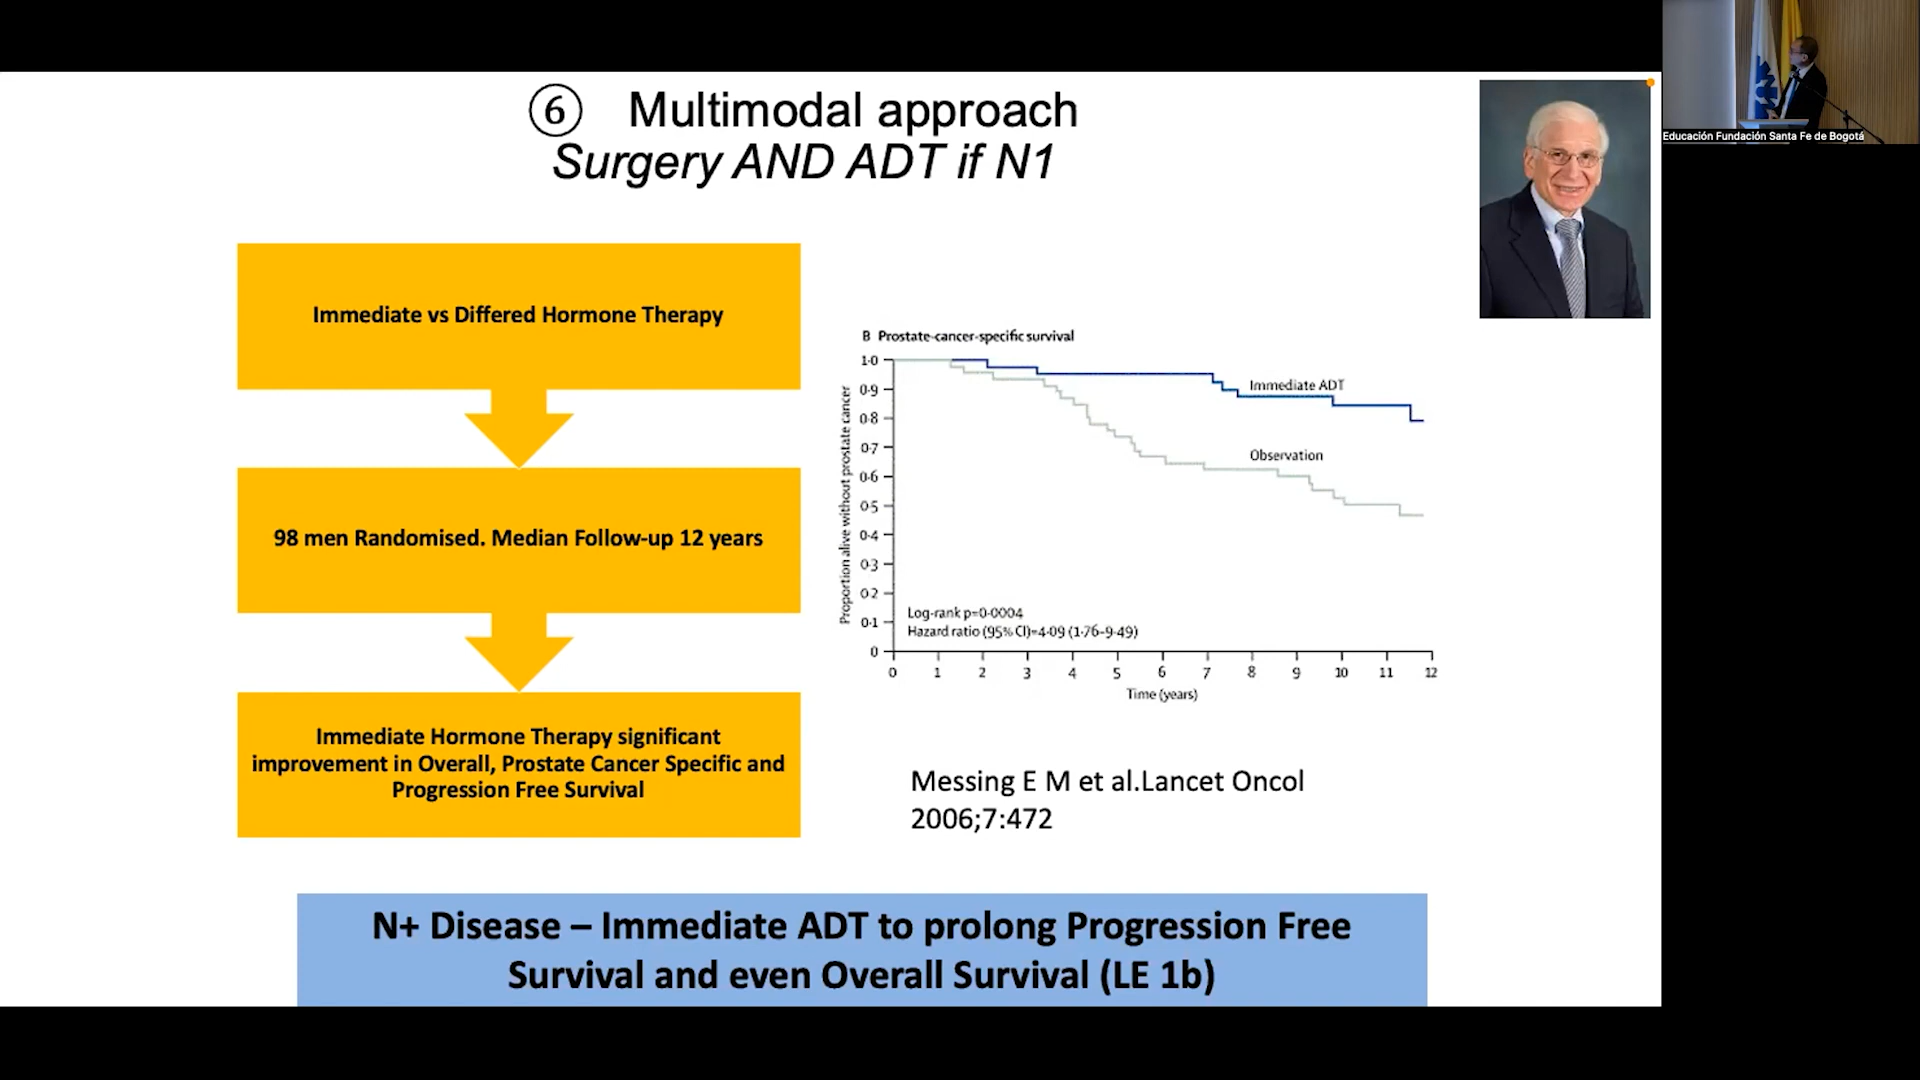 ⑥ Multimodal approach
Surgery AND ADT if N1
Educación Fundación Santa Fe de Bogotá
Immediate vs Differed Hormone Therapy
98 men Randomised. Median Follow-up 12 years
Immediate Hormone Therapy significant
improvement in Overall, Prostate Cancer Specific and
Progression Free Survival
B Prostate-cancer-specific survival
Proportion alive without prostate cancer
1·0
0·9
0·8
0·7
0·6
0·5
0·4
0·3
0·2
0·1
0
Immediate ADT
Observation
Log-rank p=0·0004
Hazard ratio (95% CI)=4·09 (1·76–9·49)
0 1 2 3 4 5 6 7 8 9 10 11 12
Time (years)
Messing E M et al.Lancet Oncol
2006;7:472
N+ Disease – Immediate ADT to prolong Progression Free
Survival and even Overall Survival (LE 1b)